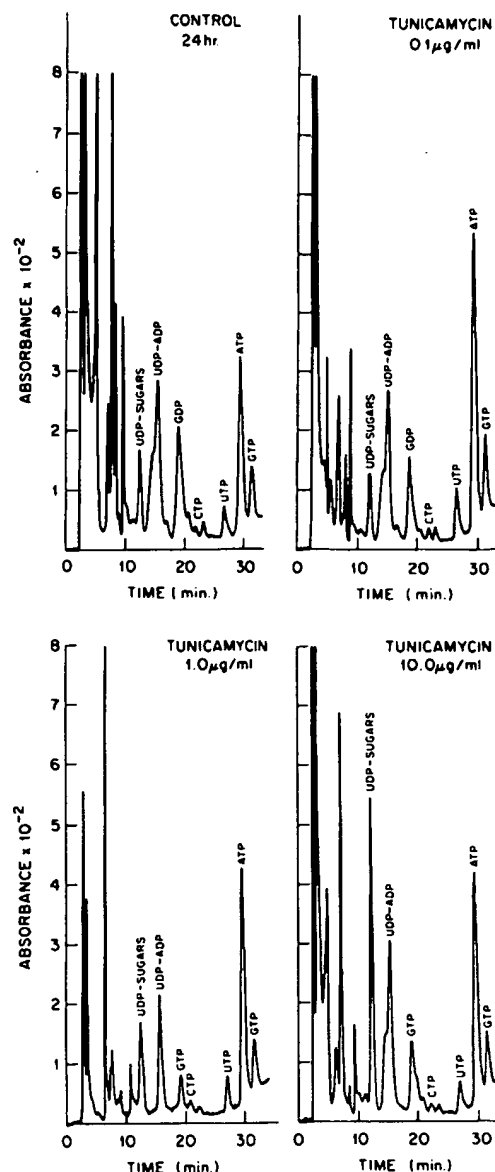 CONTROL
24hr.
8
7
6
5
4
3
2
1
0 10 20 30
ABSORBANCE x 10⁻²
TIME (min.)
UDP-SUGARS
UDP-ADP
GDP
CTP
UTP
ATP
GTP
TUNICAMYCIN
0.1μg/ml
0 10 20 30
TIME (min.)
UDP-SUGARS
UDP-ADP
GDP
CTP
UTP
ATP
GTP
TUNICAMYCIN
1.0μg/ml
8
7
6
5
4
3
2
1
0 10 20 30
ABSORBANCE x 10⁻²
TIME (min.)
UDP-SUGARS
UDP-ADP
GTP
CTP
UTP
ATP
GTP
TUNICAMYCIN
10.0μg/ml
0 10 20 30
TIME (min.)
UDP-SUGARS
UDP-ADP
GTP
CTP
UTP
ATP
GTP